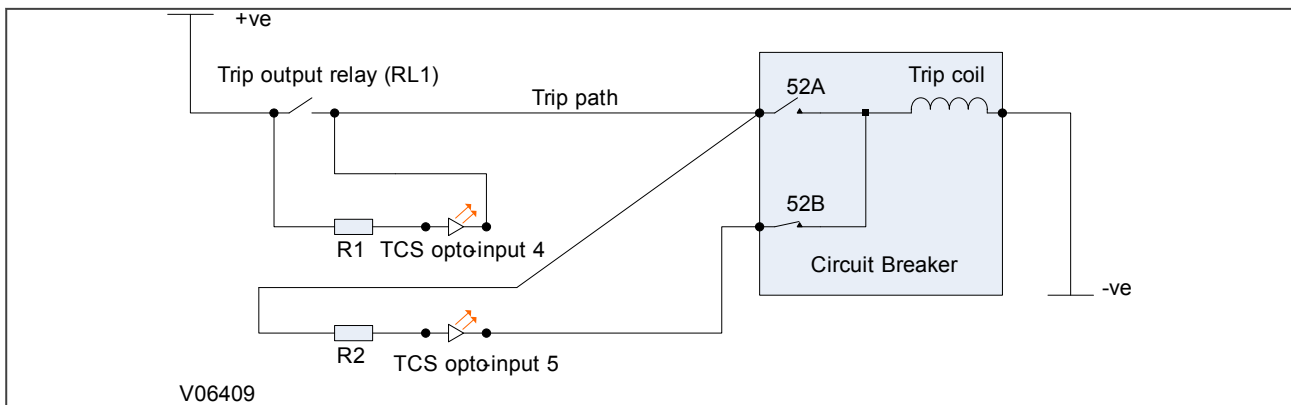 +ve
Trip output relay (RL1)
Trip path
52A
Trip coil
R1
TCS opto-input 4
52B
Circuit Breaker
-ve
R2
TCS opto-input 5
V06409